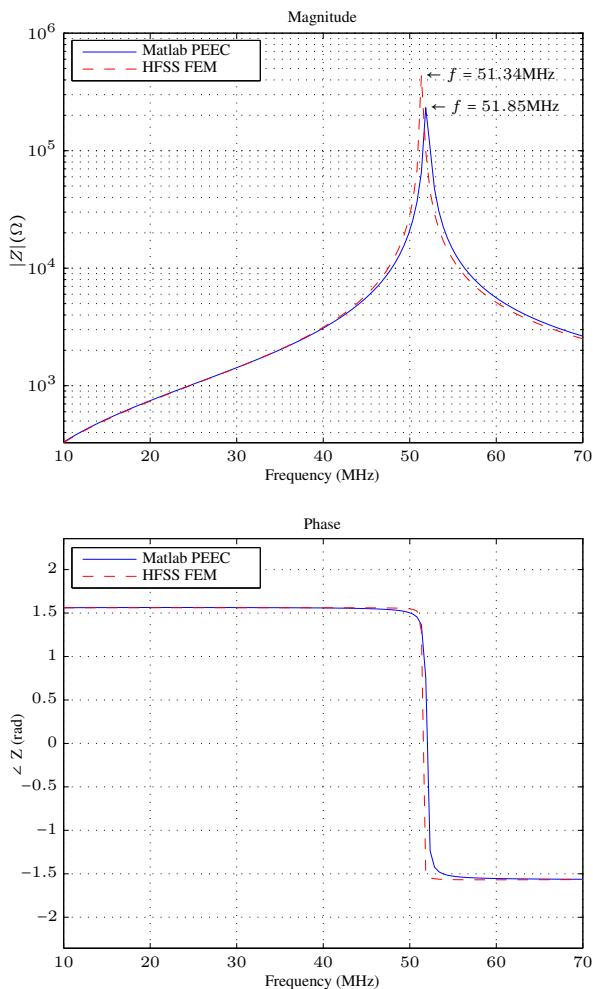 Magnitude
10^6
Matlab PEEC
HFSS FEM
← f = 51.34MHz
← f = 51.85MHz
10^5
|Z|(Ω)
10^4
10^3
10 20 30 40 50 60 70
Frequency (MHz)
Phase
2
Matlab PEEC
HFSS FEM
1.5
1
0.5
∠ Z (rad)
0
−0.5
−1
−1.5
−2
10 20 30 40 50 60 70
Frequency (MHz)